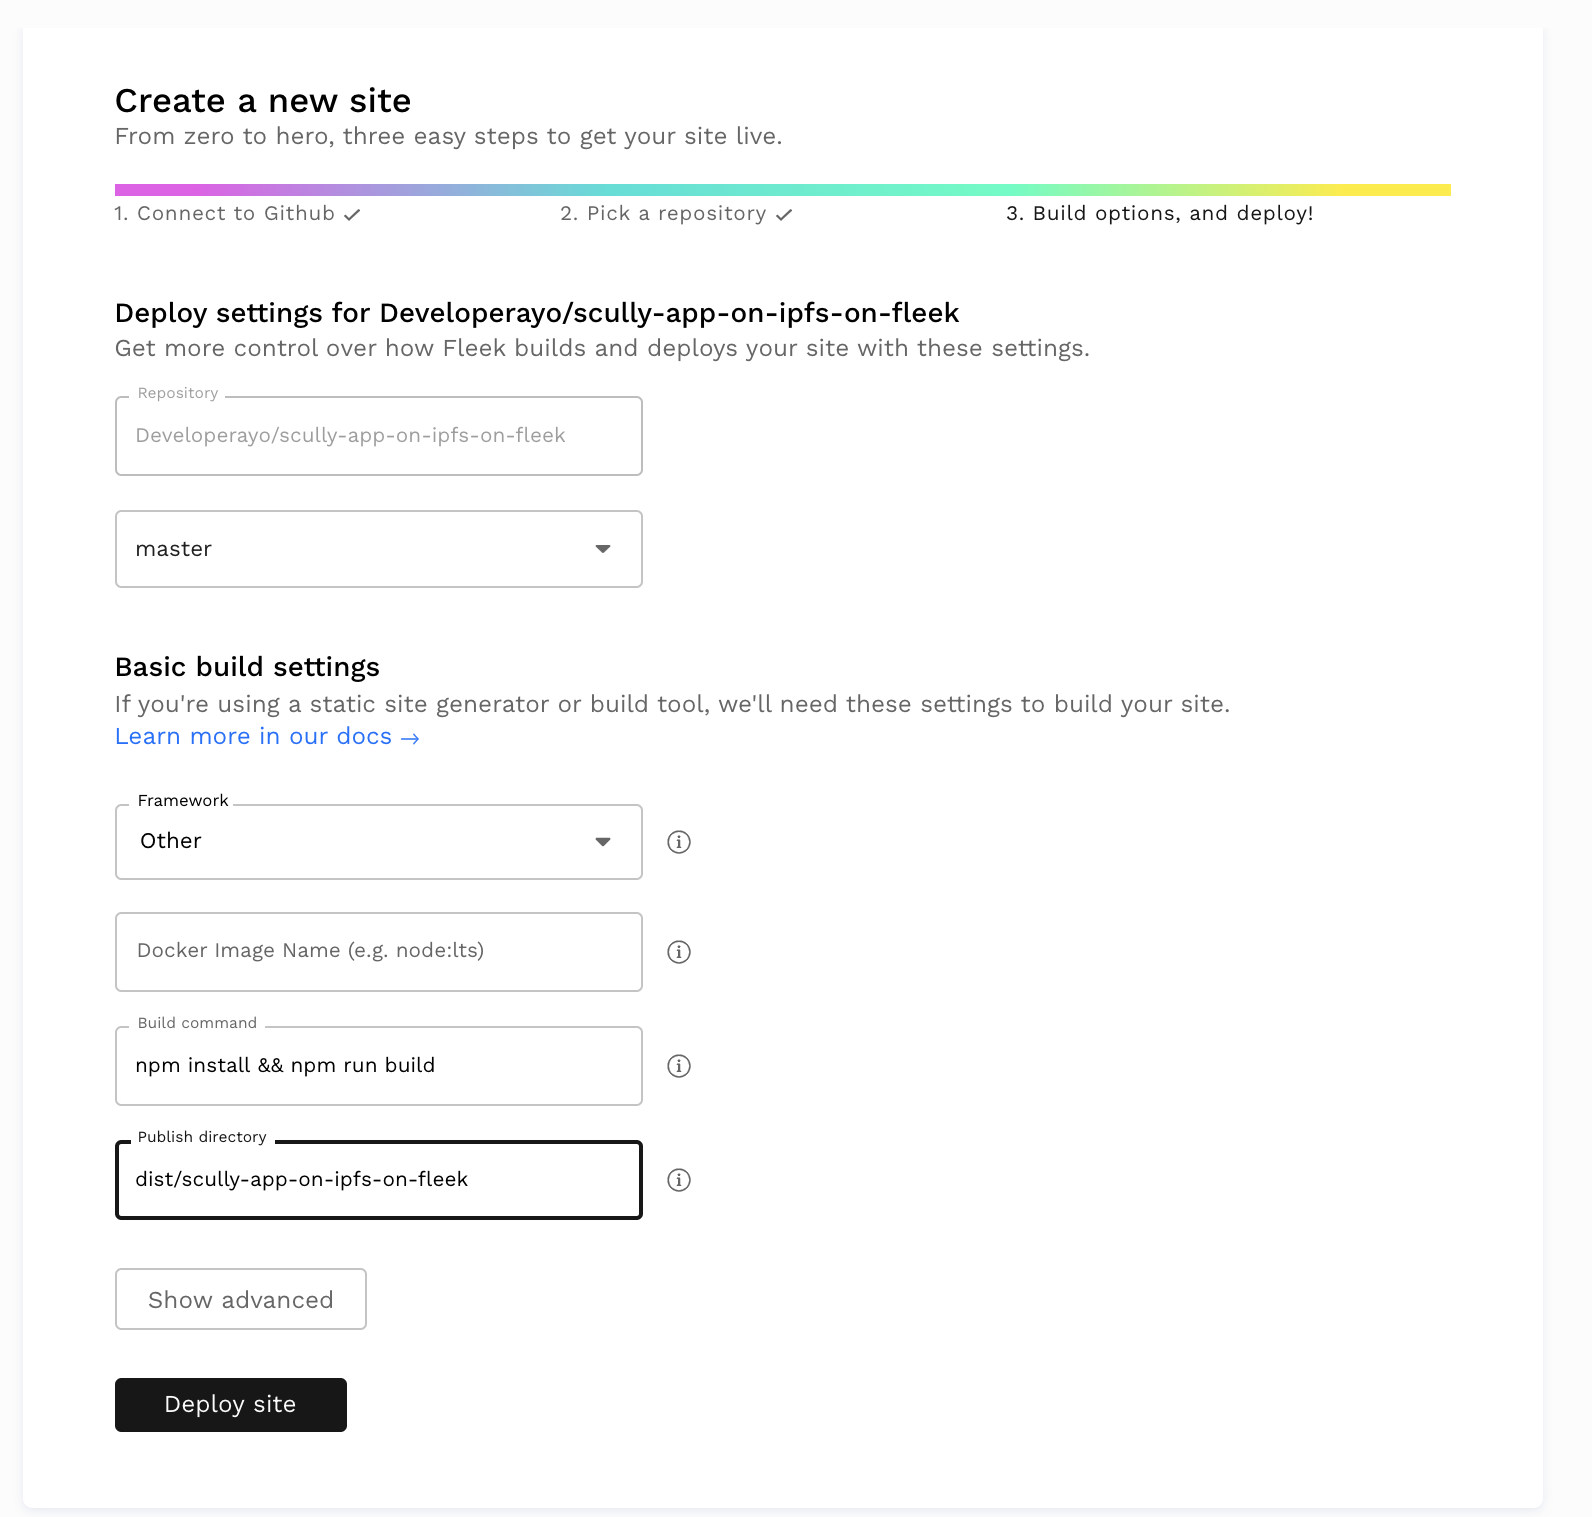 Create a new site
From zero to hero, three easy steps to get your site live.
1. Connect to Github ✓
2. Pick a repository ✓
3. Build options, and deploy!
Deploy settings for Developerayo/scully-app-on-ipfs-on-fleek
Get more control over how Fleek builds and deploys your site with these settings.
Repository
Developerayo/scully-app-on-ipfs-on-fleek
master
Basic build settings
If you're using a static site generator or build tool, we'll need these settings to build your site.
Learn more in our docs →
Framework
Other
Docker Image Name (e.g. node:lts)
Build command
npm install && npm run build
Publish directory
dist/scully-app-on-ipfs-on-fleek
Show advanced
Deploy site